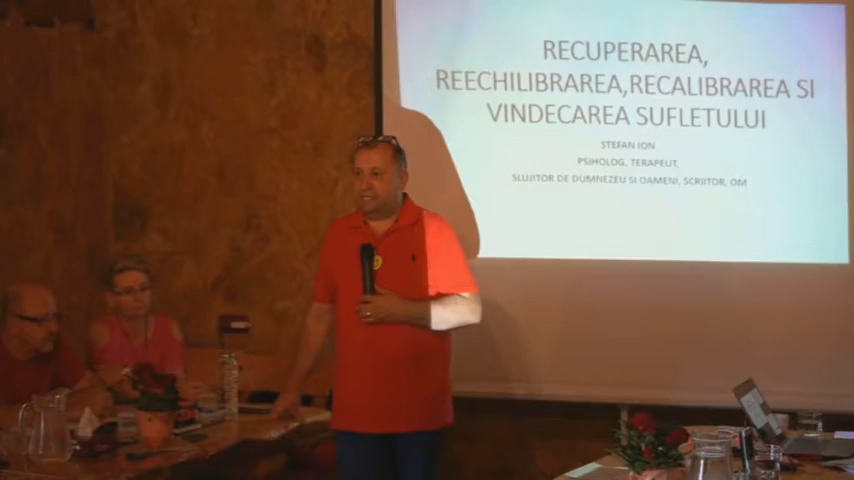 RECUPERAREA,
REECHILIBRAREA,RECALIBRAREA SI
VINDECAREA SUFLETULUI
STEFAN ION
PSIHOLOG, TERAPEUT,
SLUJITOR DE DUMNEZEU SI OAMENI, SCRIITOR, OM